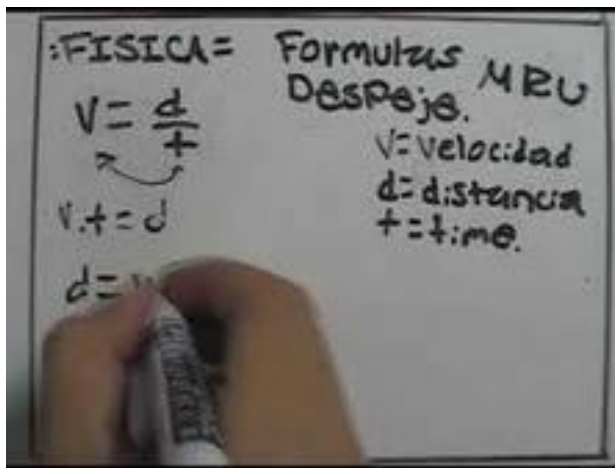 :FISICA= Formulas MRU
Despeje.
V= d/t
V=velocidad
d=distancia
t=time.
V.t=d
d=v